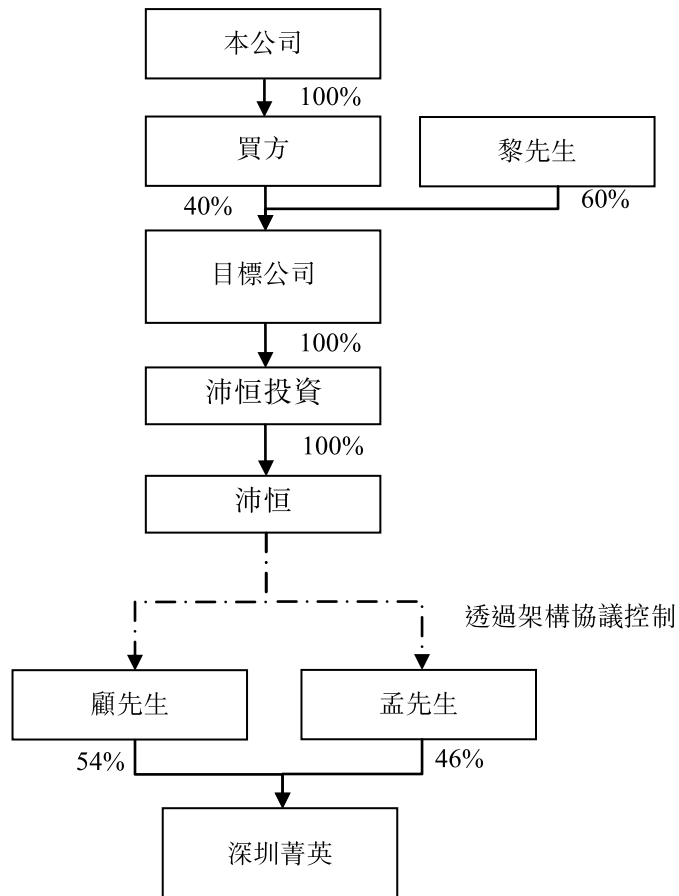 本公司
100%
買方
黎先生
40%
60%
目標公司
100%
沛恒投資
100%
沛恒
透過架構協議控制
顧先生
孟先生
54%
46%
深圳菁英